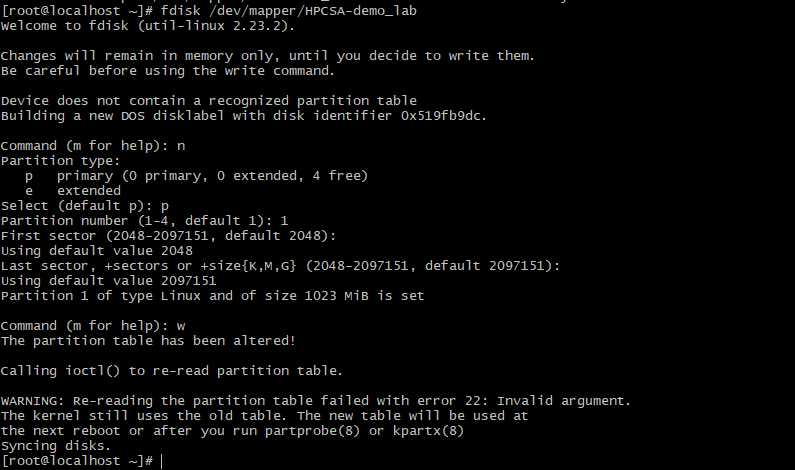 [root@localhost ~]# fdisk /dev/mapper/HPCSA-demo_lab
Welcome to fdisk (util-linux 2.23.2).

Changes will remain in memory only, until you decide to write them.
Be careful before using the write command.

Device does not contain a recognized partition table
Building a new DOS disklabel with disk identifier 0x519fb9dc.

Command (m for help): n
Partition type:
   p   primary (0 primary, 0 extended, 4 free)
   e   extended
Select (default p): p
Partition number (1-4, default 1): 1
First sector (2048-2097151, default 2048):
Using default value 2048
Last sector, +sectors or +size{K,M,G} (2048-2097151, default 2097151):
Using default value 2097151
Partition 1 of type Linux and of size 1023 MiB is set

Command (m for help): w
The partition table has been altered!

Calling ioctl() to re-read partition table.

WARNING: Re-reading the partition table failed with error 22: Invalid argument.
The kernel still uses the old table. The new table will be used at
the next reboot or after you run partprobe(8) or kpartx(8)
Syncing disks.
[root@localhost ~]#